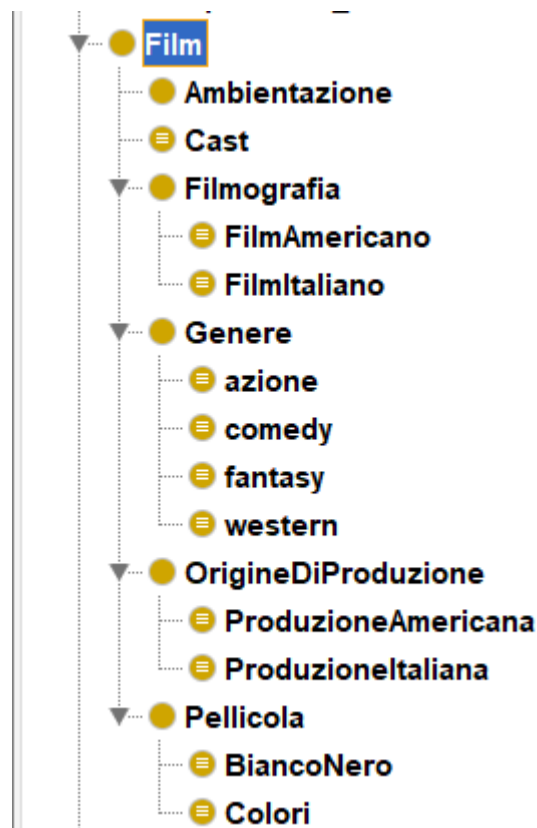 Film
Ambientazione
Cast
Filmografia
FilmAmericano
FilmItaliano
Genere
azione
comedy
fantasy
western
OrigineDiProduzione
ProduzioneAmericana
ProduzioneItaliana
Pellicola
BiancoNero
Colori